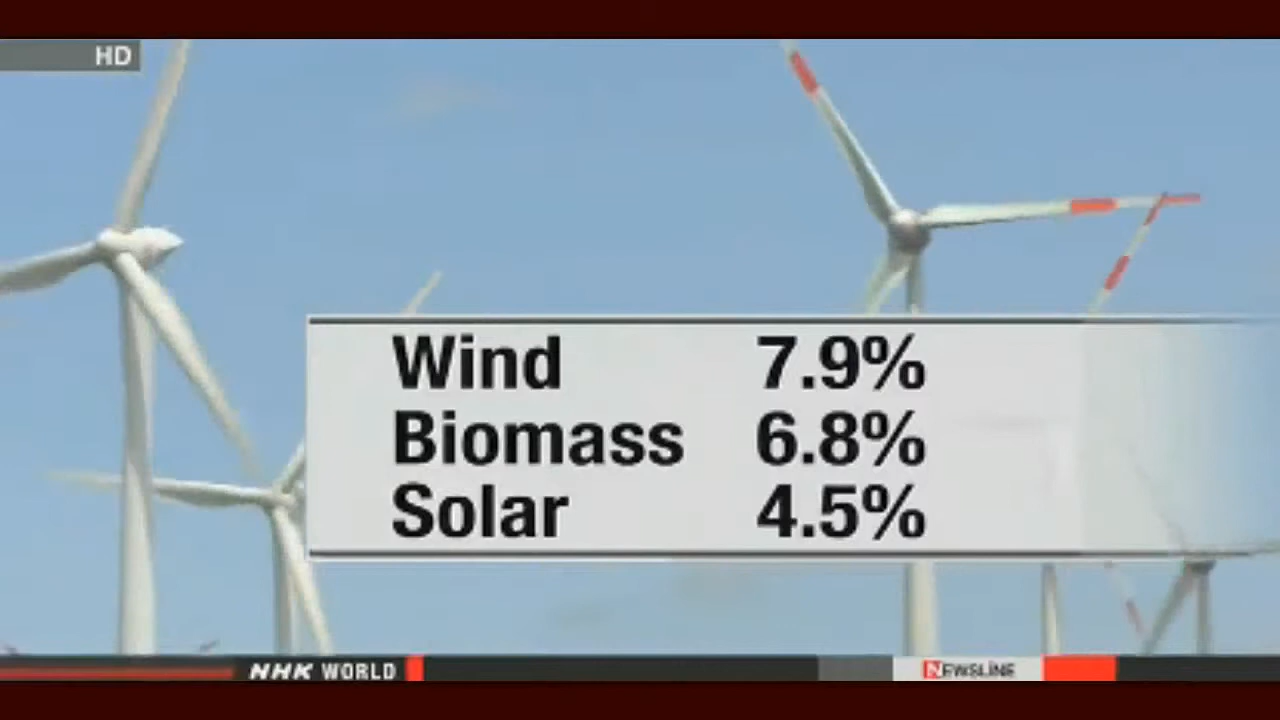 HD
Wind 7.9%
Biomass 6.8%
Solar 4.5%
NHK WORLD
NEWSLINE